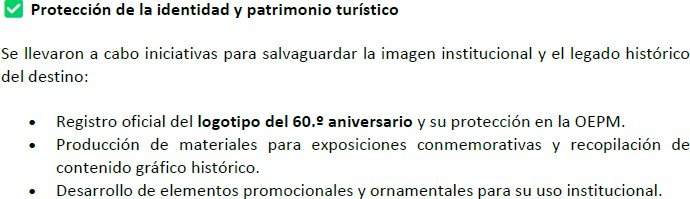 ✅ Protección de la identidad y patrimonio turístico
Se llevaron a cabo iniciativas para salvaguardar la imagen institucional y el legado histórico
del destino:
• Registro oficial del logotipo del 60.º aniversario y su protección en la OEPM.
• Producción de materiales para exposiciones conmemorativas y recopilación de
contenido gráfico histórico.
• Desarrollo de elementos promocionales y ornamentales para su uso institucional.